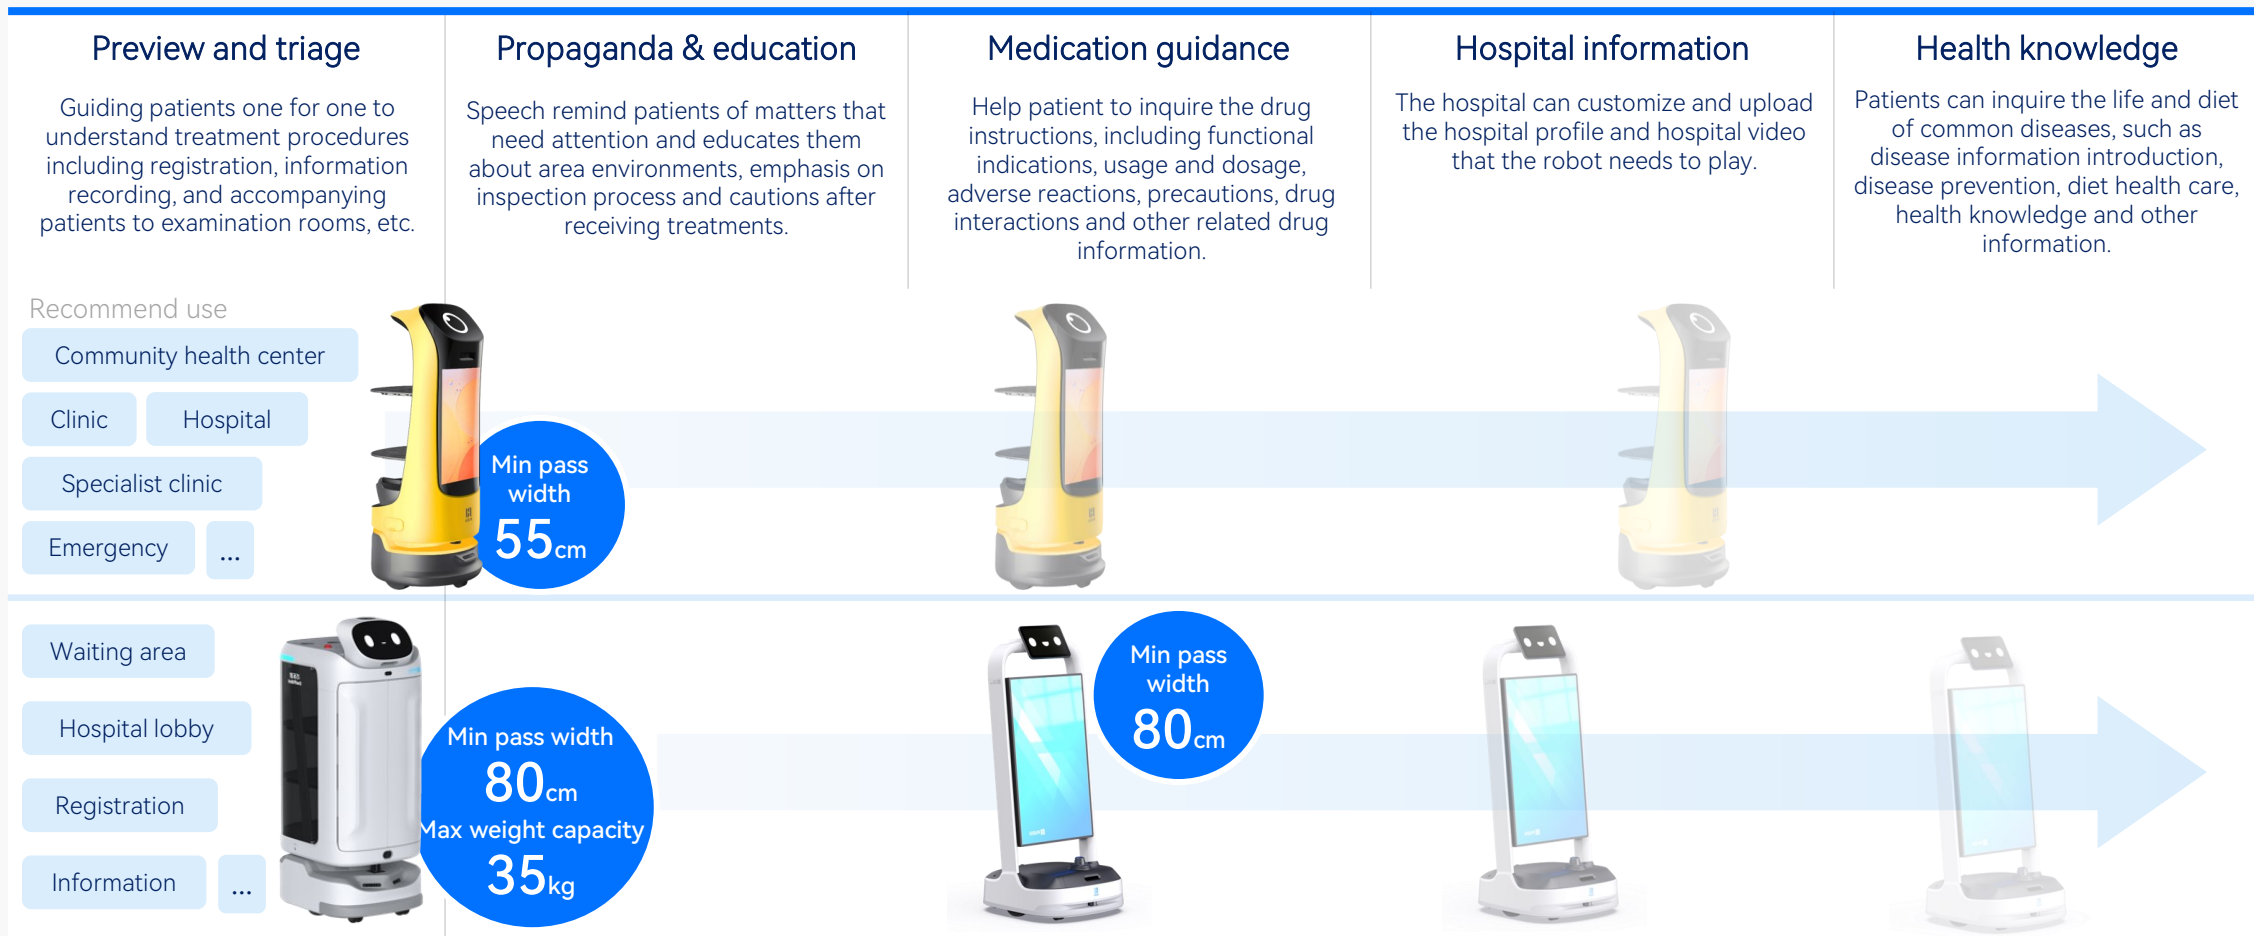 Preview and triage
Guiding patients one for one to
understand treatment procedures
including registration, information
recording, and accompanying
patients to examination rooms, etc.
Propaganda & education
Speech remind patients of matters that
need attention and educates them
about area environments, emphasis on
inspection process and cautions after
receiving treatments.
Medication guidance
Help patient to inquire the drug
instructions, including functional
indications, usage and dosage,
adverse reactions, precautions, drug
interactions and other related drug
information.
Hospital information
The hospital can customize and upload
the hospital profile and hospital video
that the robot needs to play.
Health knowledge
Patients can inquire the life and diet
of common diseases, such as
disease information introduction,
disease prevention, diet health care,
health knowledge and other
information.
Recommend use
Community health center
Clinic
Hospital
Specialist clinic
Emergency
...
Min pass
width
55cm
Waiting area
Hospital lobby
Registration
Information
...
Min pass width
80cm
Max weight capacity
35kg
Min pass
width
80cm